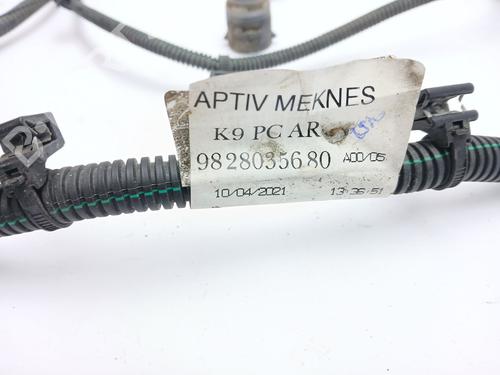 APTIV MEKNES
K9 PC AR
9828035680 A00/05
10/04/2021 13:36:51